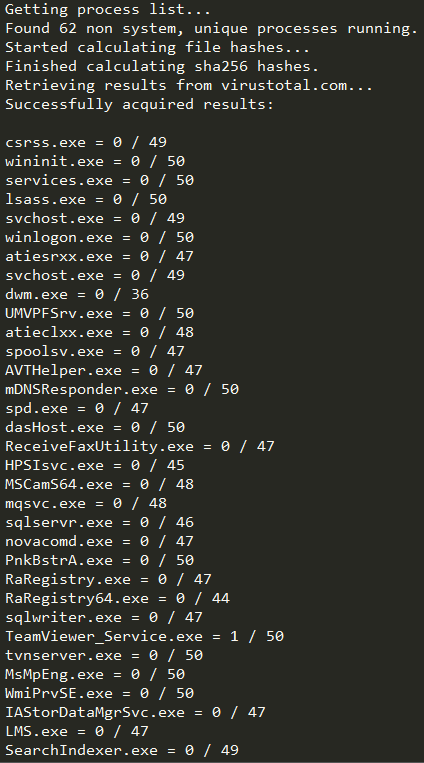 Getting process list...
Found 62 non system, unique processes running.
Started calculating file hashes...
Finished calculating sha256 hashes.
Retrieving results from virustotal.com...
Successfully acquired results:

csrss.exe = 0 / 49
wininit.exe = 0 / 50
services.exe = 0 / 50
lsass.exe = 0 / 50
svchost.exe = 0 / 49
winlogon.exe = 0 / 50
atiesrxx.exe = 0 / 47
svchost.exe = 0 / 49
dwm.exe = 0 / 36
UMVPFSrv.exe = 0 / 50
atieclxx.exe = 0 / 48
spoolsv.exe = 0 / 47
AVTHelper.exe = 0 / 47
mDNSResponder.exe = 0 / 50
spd.exe = 0 / 47
dasHost.exe = 0 / 50
ReceiveFaxUtility.exe = 0 / 47
HPSIsvc.exe = 0 / 45
MSCamS64.exe = 0 / 48
mqsvc.exe = 0 / 48
sqlservr.exe = 0 / 46
novacomd.exe = 0 / 47
PnkBstrA.exe = 0 / 50
RaRegistry.exe = 0 / 47
RaRegistry64.exe = 0 / 44
sqlwriter.exe = 0 / 47
TeamViewer_Service.exe = 1 / 50
tvnserver.exe = 0 / 50
MsMpEng.exe = 0 / 50
WmiPrvSE.exe = 0 / 50
IAStorDataMgrSvc.exe = 0 / 47
LMS.exe = 0 / 47
SearchIndexer.exe = 0 / 49